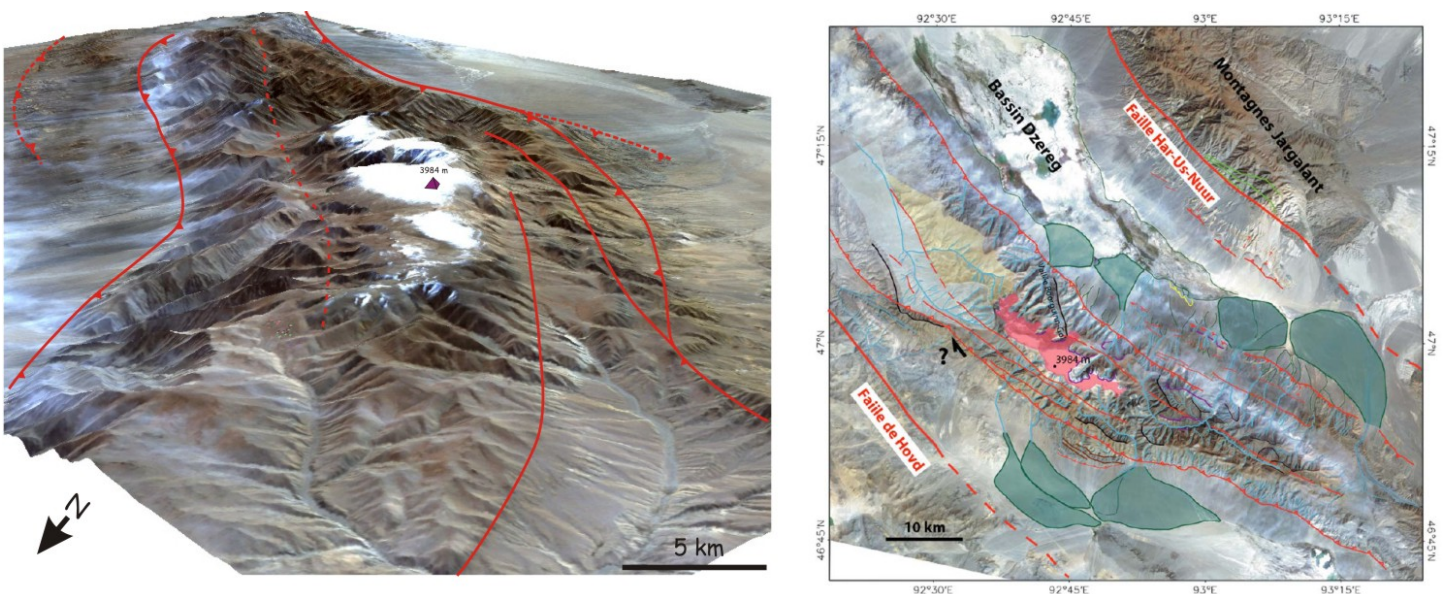 3984 m
N
5 km
92°30'E
92°45'E
93°E
93°15'E
47°15'N
47°N
46°45'N
47°15'N
47°N
46°45'N
Bassin Dzereg
Montagnes Jargalant
Faille Har-Us-Nuur
3984 m
?
Faille de Hovd
10 km
92°30'E
92°45'E
93°E
93°15'E